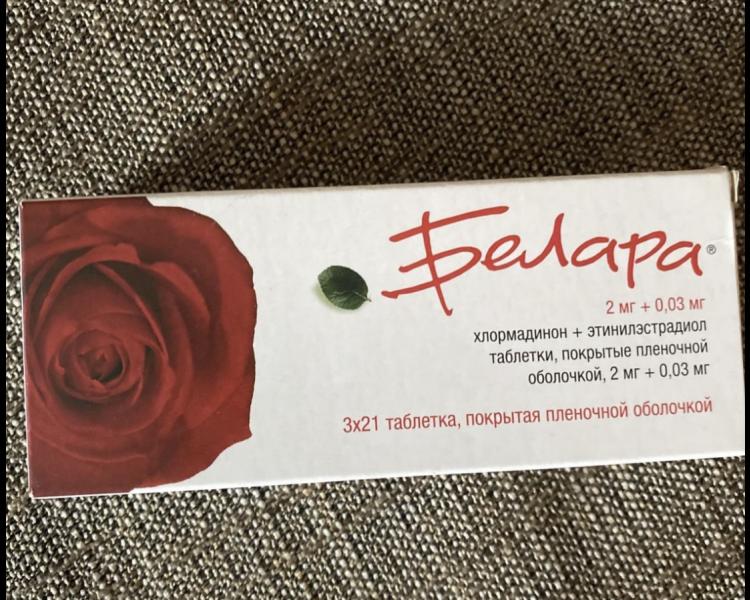 Белара®
2 мг + 0,03 мг
хлормадинон + этинилэстрадиол
таблетки, покрытые пленочной
оболочкой, 2 мг + 0,03 мг
3x21 таблетка, покрытая пленочной оболочкой